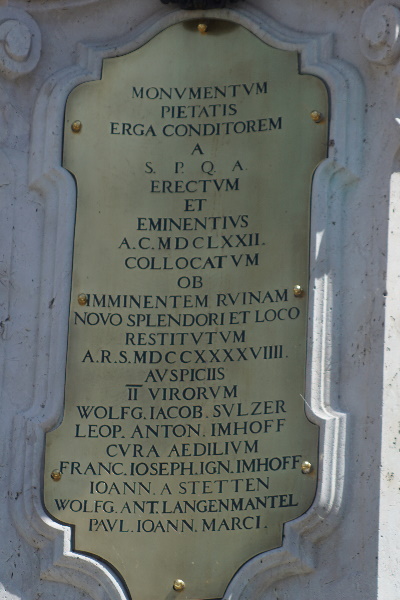 MONVMENTVM
PIETATIS
ERGA CONDITOREM
A
S. P. Q. A.
ERECTVM
ET
EMINENTIVS
A.C.MDCLXXII.
COLLOCATVM
OB
IMMINENTEM RVINAM
NOVO SPLENDORI ET LOCO
RESTITVTVM
A.R.S.MDCCXXXXVIIII.
AVSPICIIS
II VIRORVM
WOLFG. IACOB. SVLZER
LEOP. ANTON. IMHOFF
CVRA AEDILIVM
FRANC. IOSEPH. IGN. IMHOFF
IOANN. A STETTEN
WOLFG. ANT. LANGENMANTEL
PAVL. IOANN. MARCI.